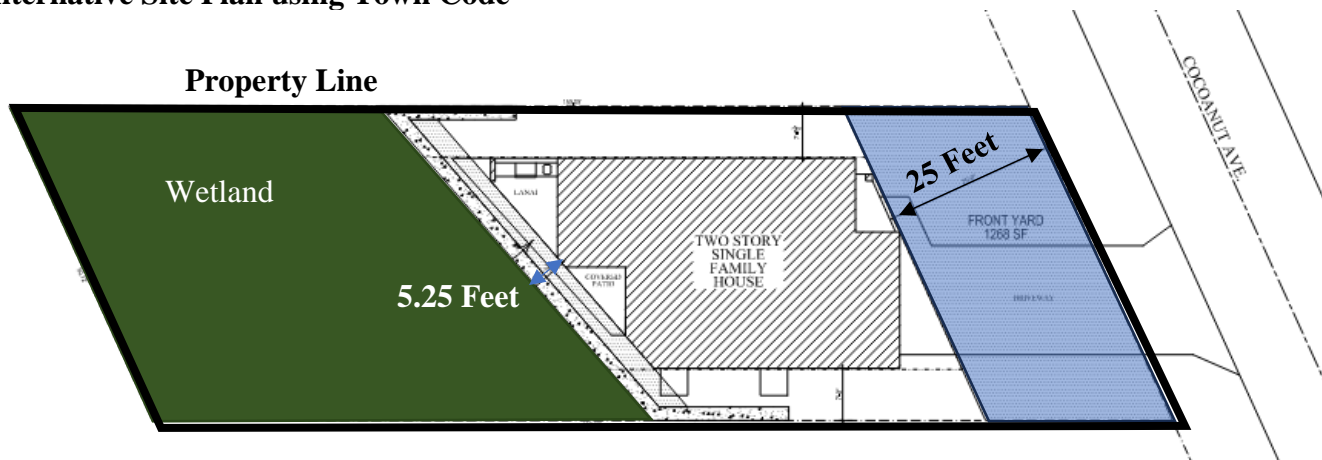 Alternative Site Plan using Town Code
Property Line
COCOANUT AVE.
25 Feet
Wetland
LANAI
FRONT YARD
1268 SF
TWO STORY
SINGLE
FAMILY
HOUSE
COVERED
PATIO
5.25 Feet
DRIVEWAY